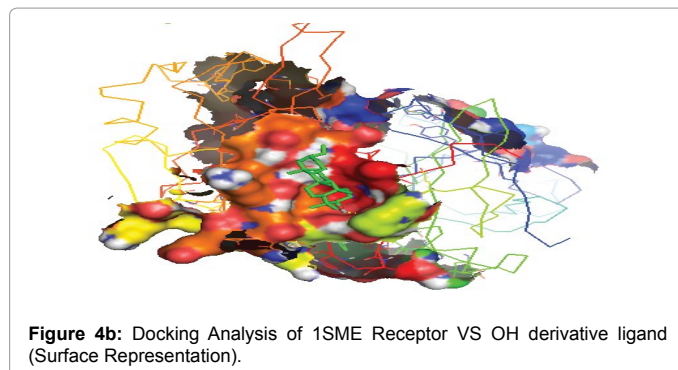 Figure 4b: Docking Analysis of 1SME Receptor VS OH derivative ligand
(Surface Representation).